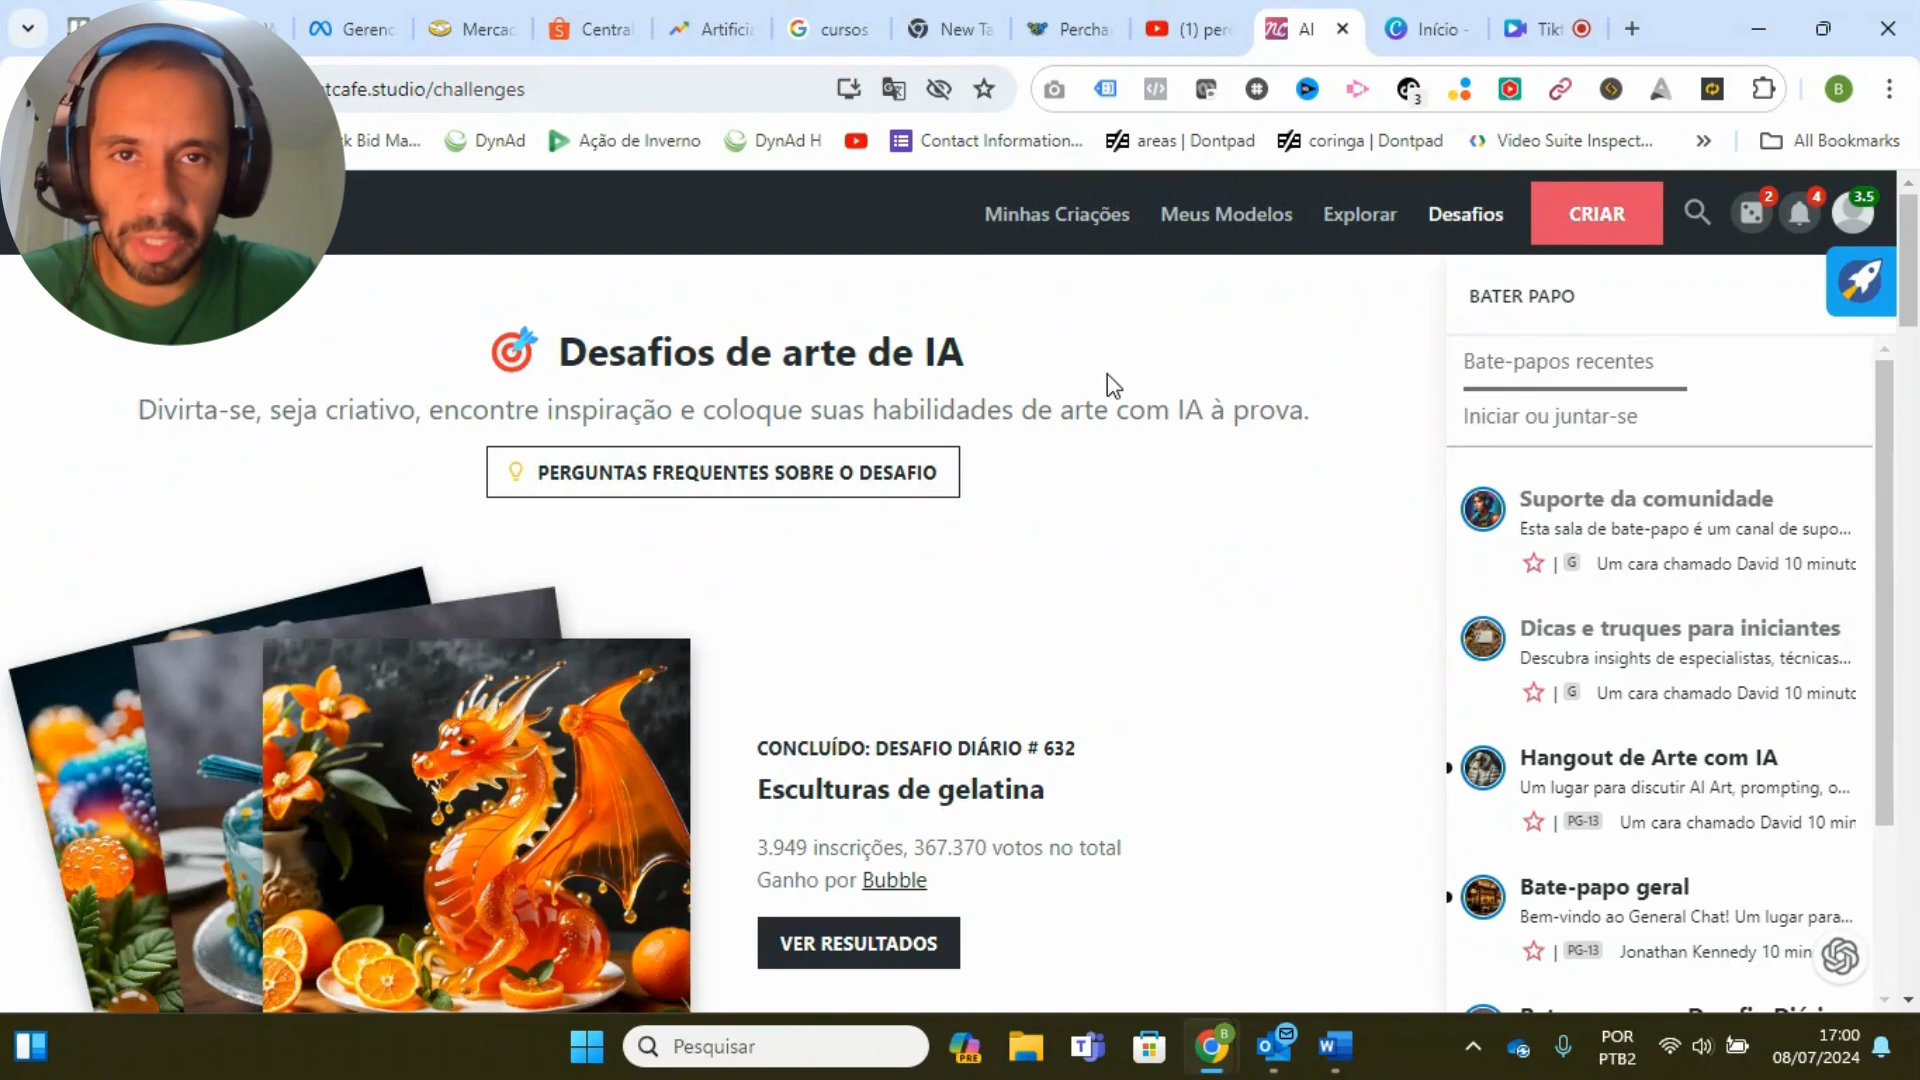 Gerenc
Mercac
Central
Artificia
cursos
New Ta
Percha
(1) per
AI
Início -
Tikt
tcafe.studio/challenges
3
B
ck Bid Ma...
DynAd
Ação de Inverno
DynAd H
Contact Information...
areas | Dontpad
coringa | Dontpad
Video Suite Inspect...
All Bookmarks
Minhas Criações
Meus Modelos
Explorar
Desafios
CRIAR
2
4
3.5
BATER PAPO
Desafios de arte de IA
Bate-papos recentes
Divirta-se, seja criativo, encontre inspiração e coloque suas habilidades de arte com IA à prova.
Iniciar ou juntar-se
PERGUNTAS FREQUENTES SOBRE O DESAFIO
Suporte da comunidade
Esta sala de bate-papo é um canal de supo...
| G Um cara chamado David 10 minutc
Dicas e truques para iniciantes
Descubra insights de especialistas, técnicas...
| G Um cara chamado David 10 minutc
Hangout de Arte com IA
Um lugar para discutir AI Art, prompting, o...
| PG-13 Um cara chamado David 10 min
Bate-papo geral
Bem-vindo ao General Chat! Um lugar para...
| PG-13 Jonathan Kennedy 10 min
CONCLUÍDO: DESAFIO DIÁRIO # 632
Esculturas de gelatina
3.949 inscrições, 367.370 votos no total
Ganho por Bubble
VER RESULTADOS
Pesquisar
PRE
B
POR
PTB2
17:00
08/07/2024